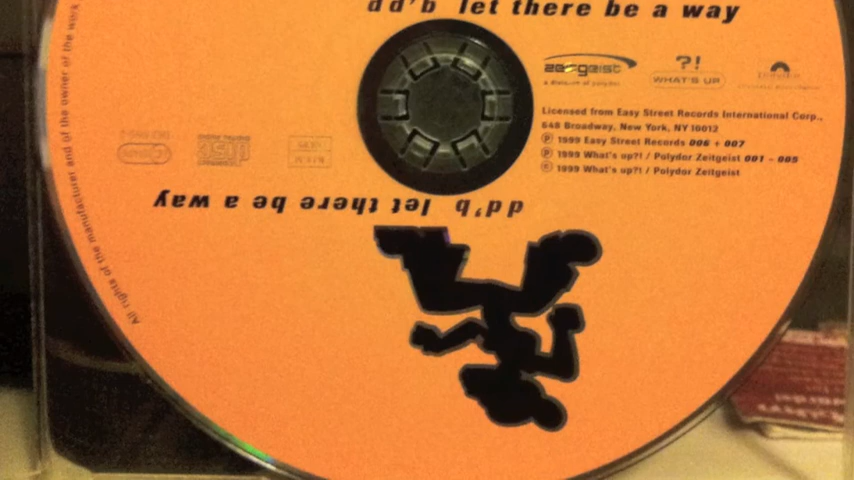 dd'b let there be a way
zeitgeist
a division of polydor
?!
WHAT'S UP
Licensed from Easy Street Records International Corp.,
648 Broadway, New York, NY 10012
Ⓟ 1999 Easy Street Records 006 + 007
Ⓟ 1999 What's up?! / Polydor Zeitgeist 001 - 005
© 1999 What's up?! / Polydor Zeitgeist
dd'b let there be a way
disc
All rights of the manufacturer and of the owner of the work